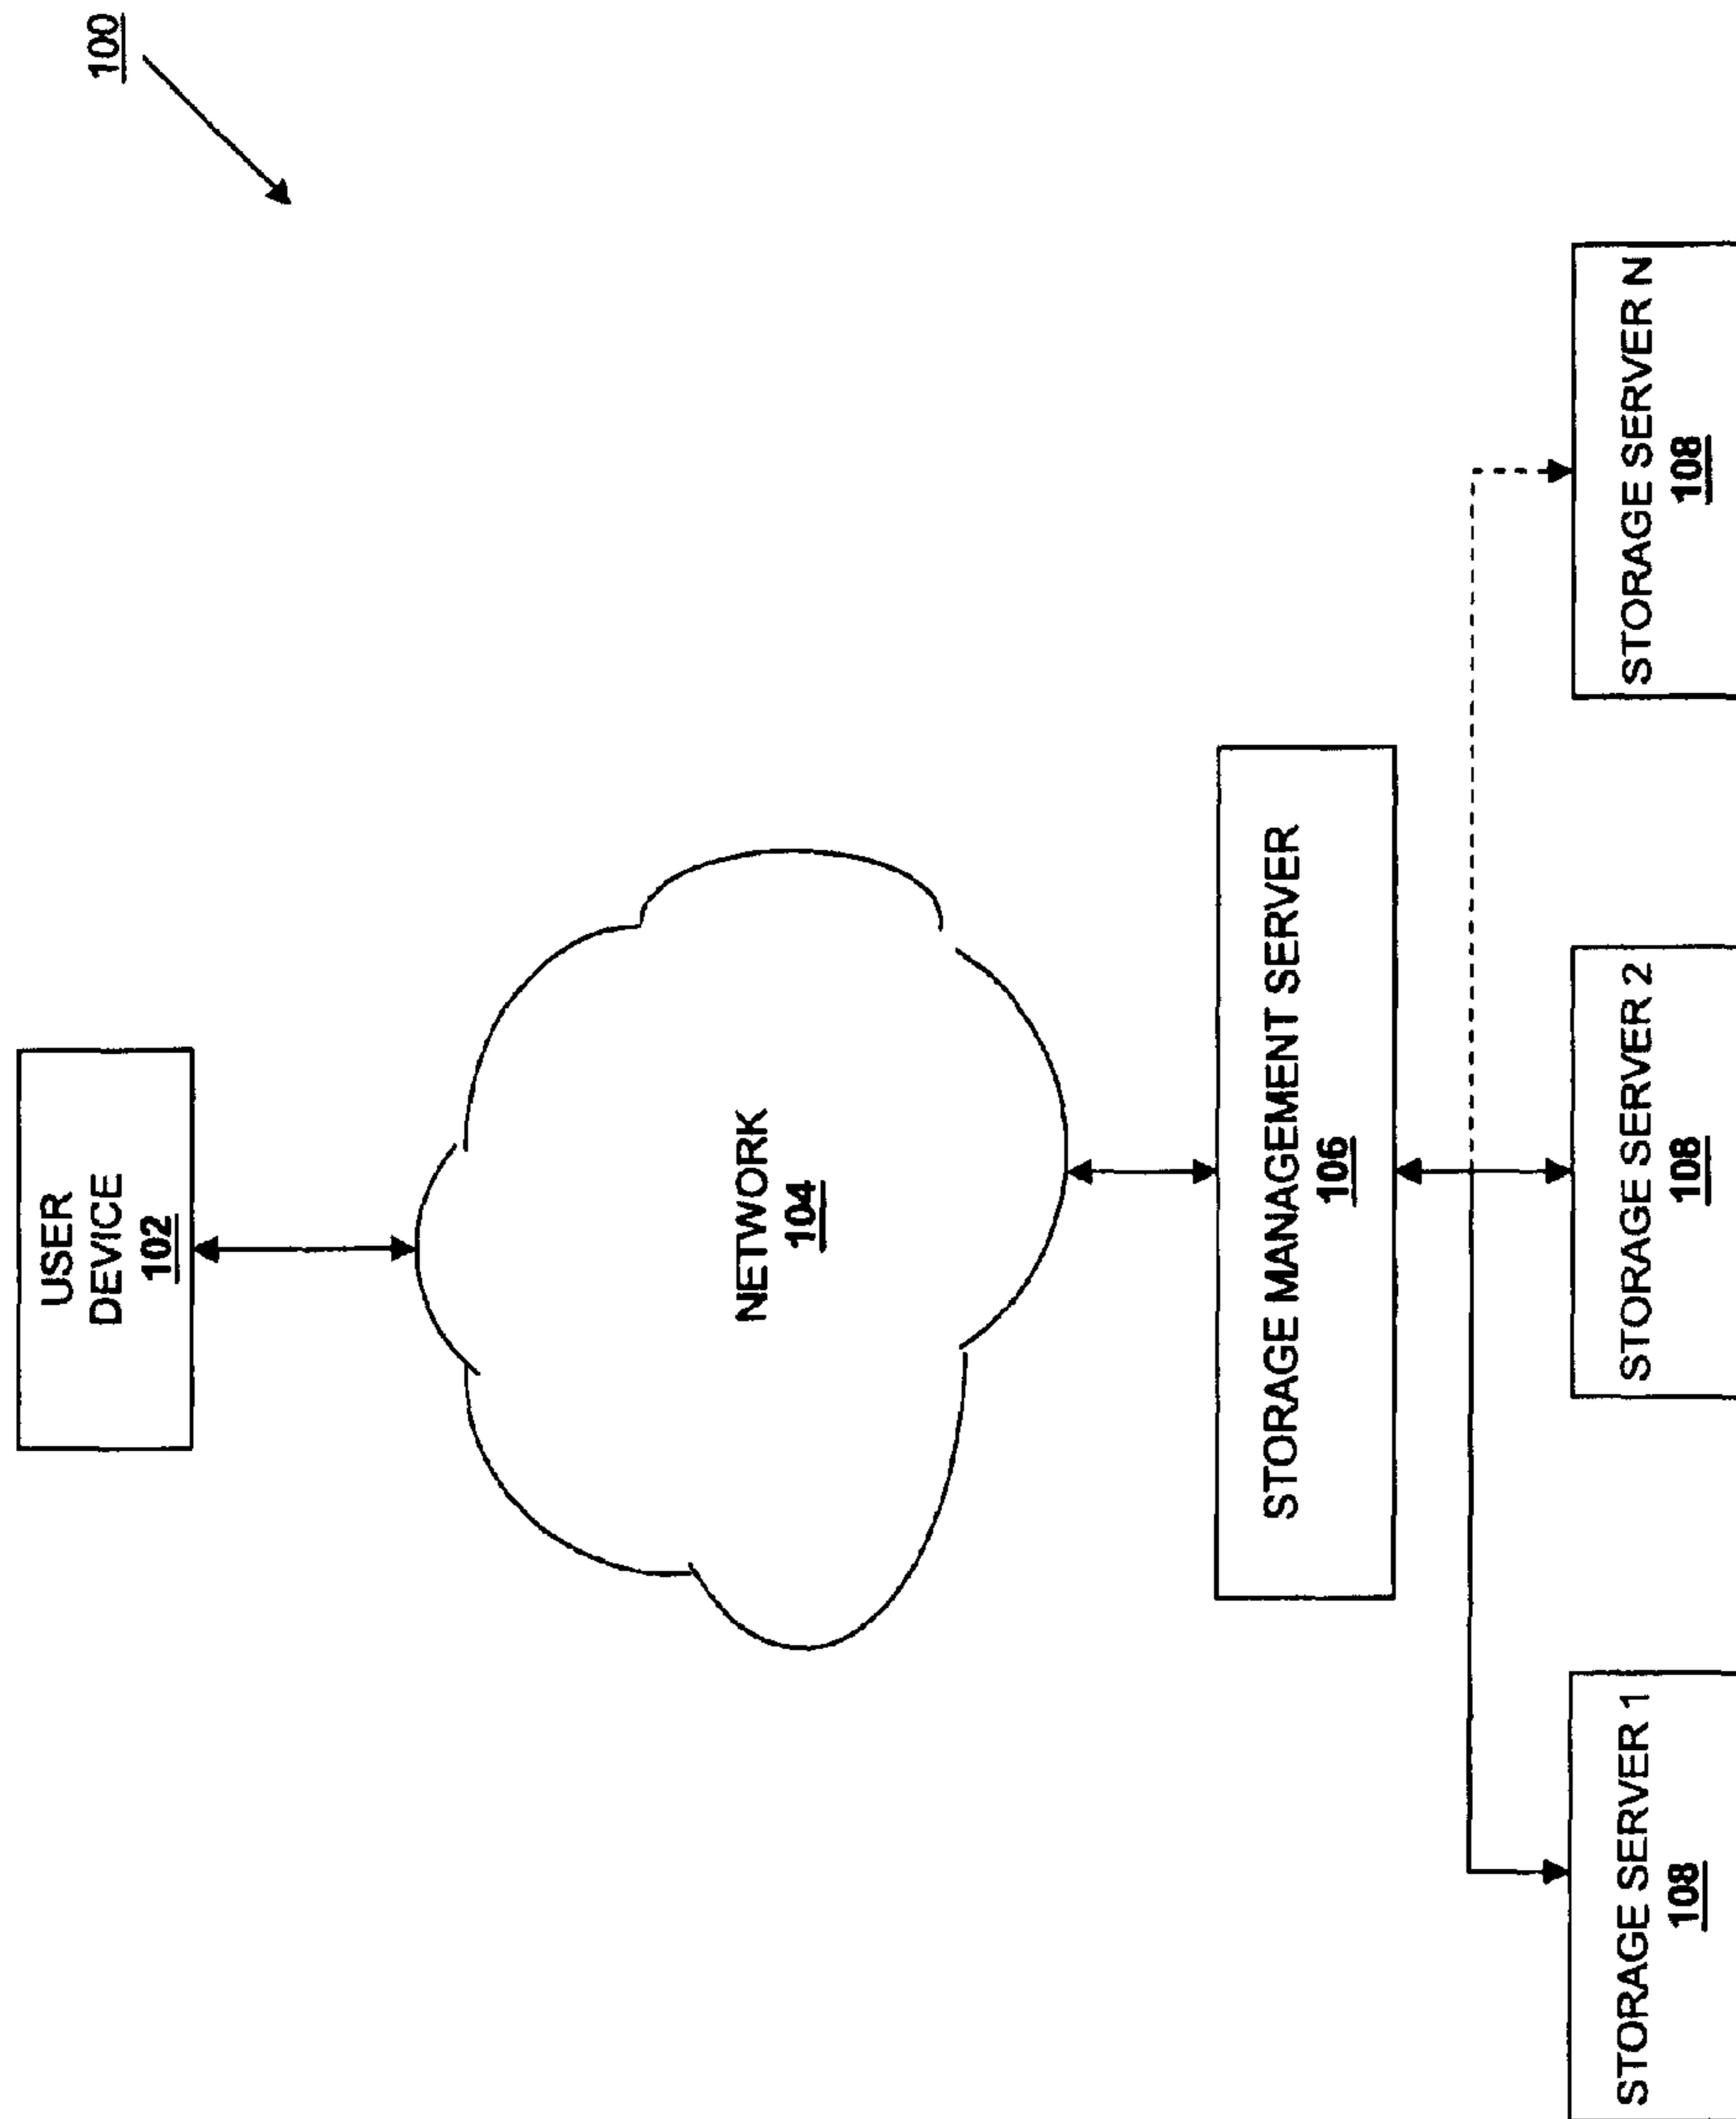 100
USER
DEVICE
102
NETWORK
104
STORAGE MANAGEMENT SERVER
106
STORAGE SERVER 1
108
STORAGE SERVER 2
108
STORAGE SERVER N
108